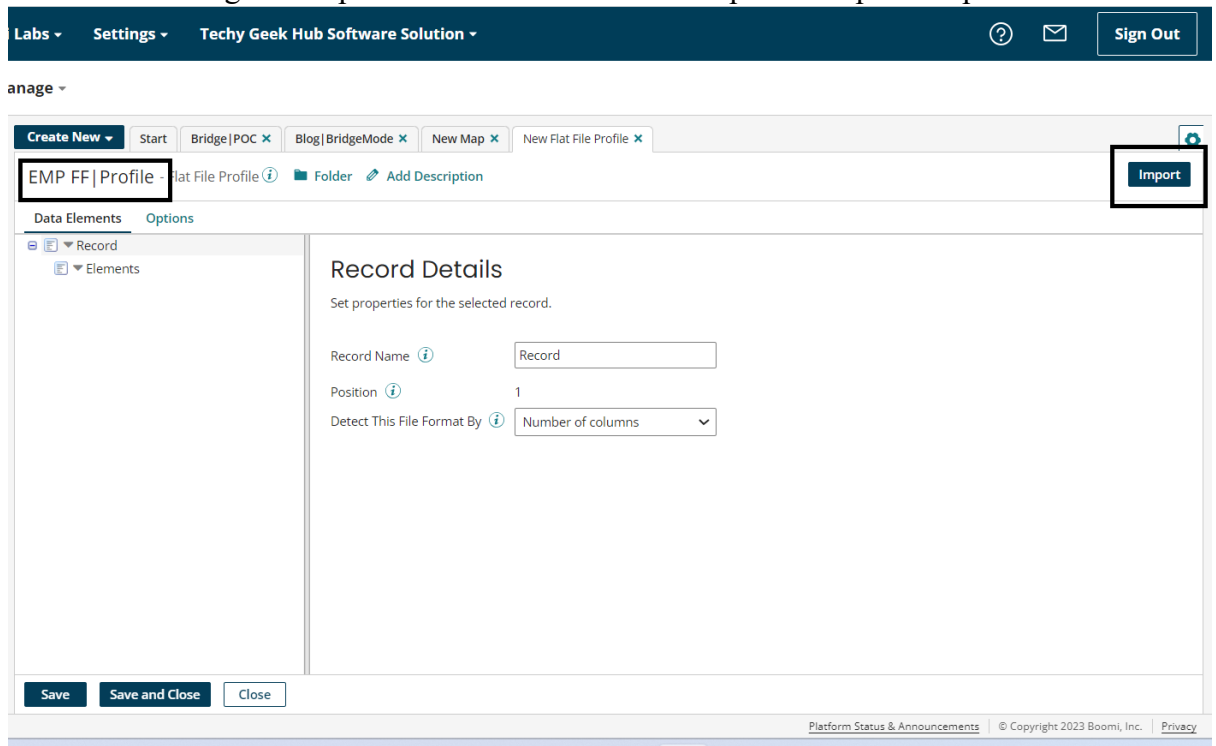 Labs Settings Techy Geek Hub Software Solution Sign Out
anage
Create New Start Bridge|POC Blog|BridgeMode New Map New Flat File Profile
EMP FF|Profile - Flat File Profile Folder Add Description Import
Data Elements Options
Record
Elements
Record Details
Set properties for the selected record.
Record Name Record
Position 1
Detect This File Format By Number of columns
Save Save and Close Close
Platform Status & Announcements © Copyright 2023 Boomi, Inc. Privacy